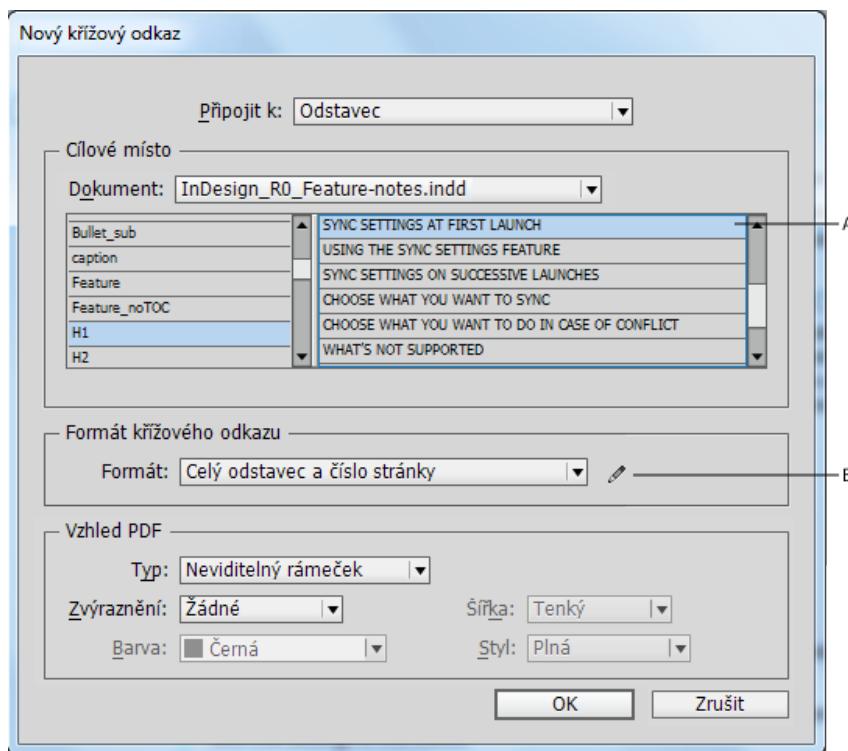 Nový křížový odkaz
Připojit k: Odstavec
Cílové místo
Dokument: InDesign_R0_Feature-notes.indd
Bullet_sub
caption
Feature
Feature_noTOC
H1
H2
SYNC SETTINGS AT FIRST LAUNCH
USING THE SYNC SETTINGS FEATURE
SYNC SETTINGS ON SUCCESSIVE LAUNCHES
CHOOSE WHAT YOU WANT TO SYNC
CHOOSE WHAT YOU WANT TO DO IN CASE OF CONFLICT
WHAT'S NOT SUPPORTED
A
Formát křížového odkazu
Formát: Celý odstavec a číslo stránky
B
Vzhled PDF
Typ: Neviditelný rámeček
Zvýraznění: Žádné Šířka: Tenký
Barva: Černá Styl: Plná
OK Zrušit